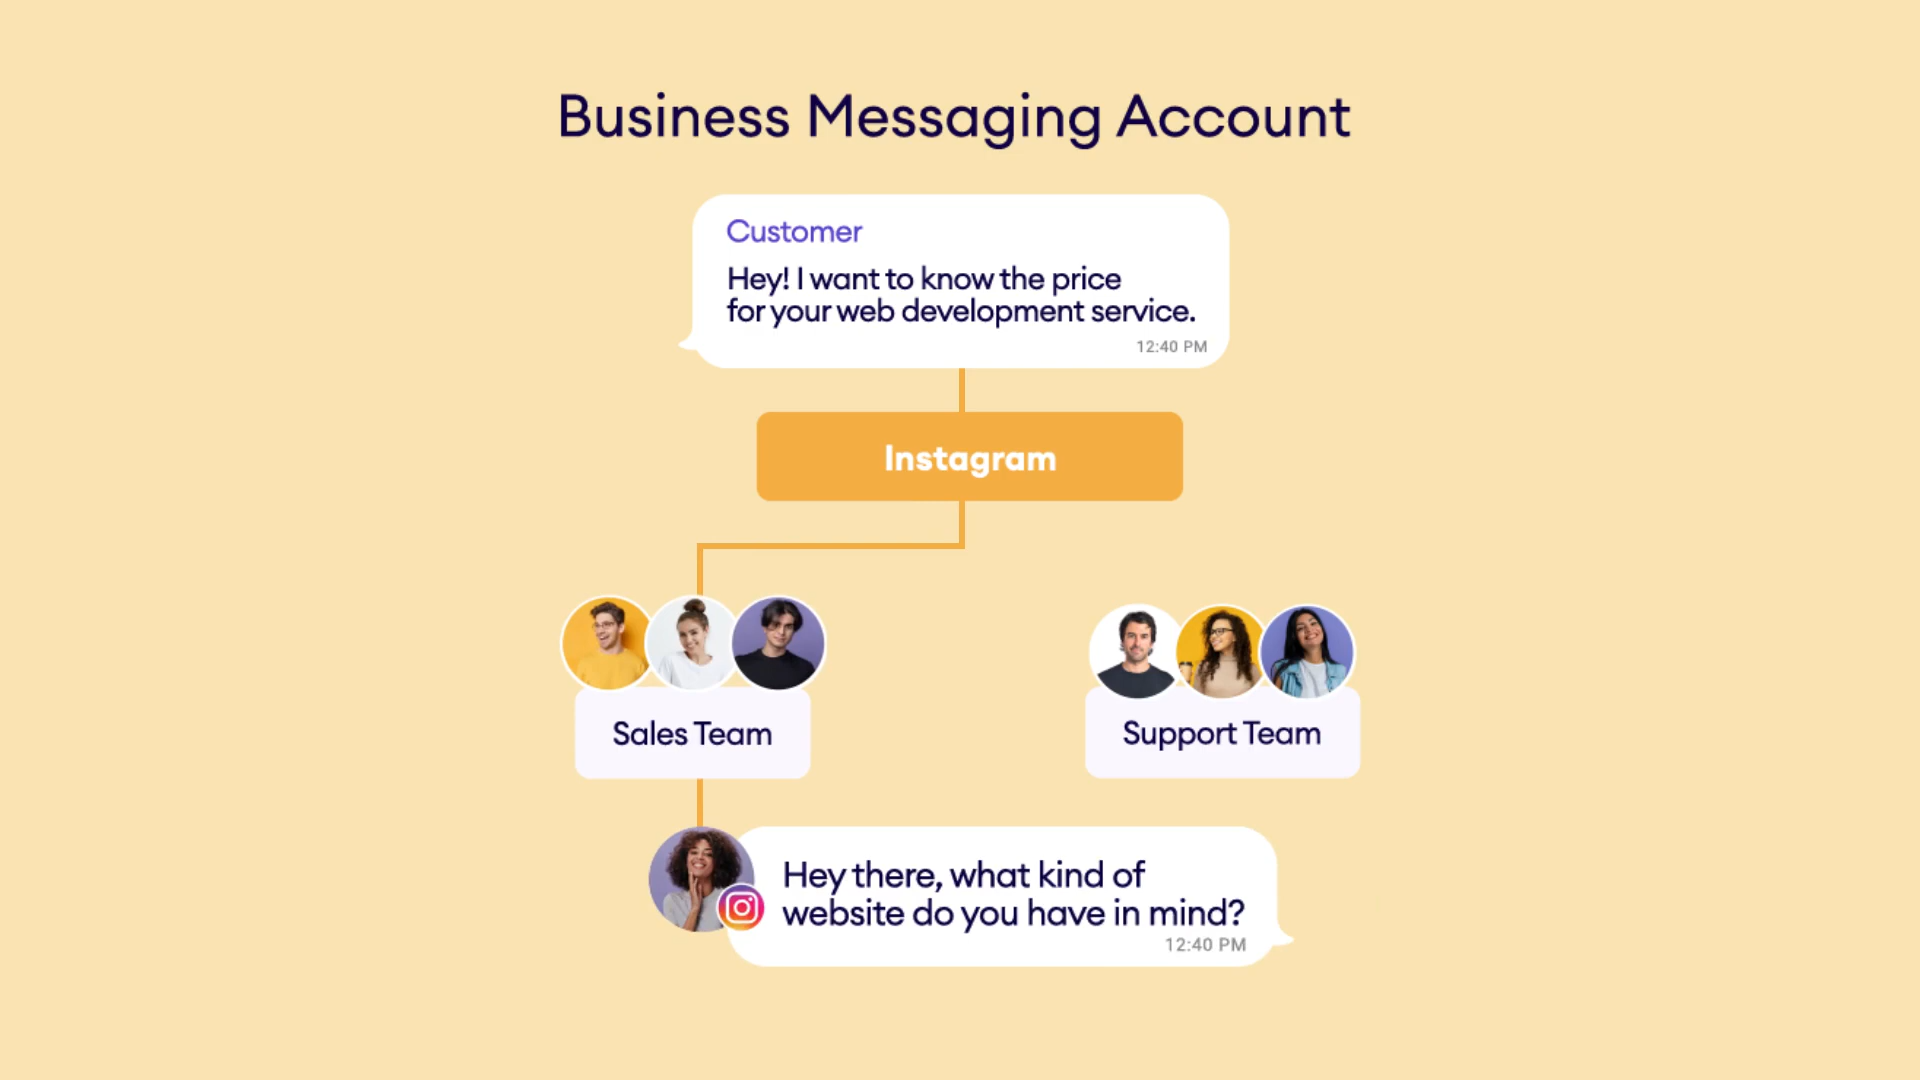 Business Messaging Account
Customer
Hey! I want to know the price
for your web development service.
12:40 PM
Instagram
Sales Team
Support Team
Hey there, what kind of
website do you have in mind?
12:40 PM